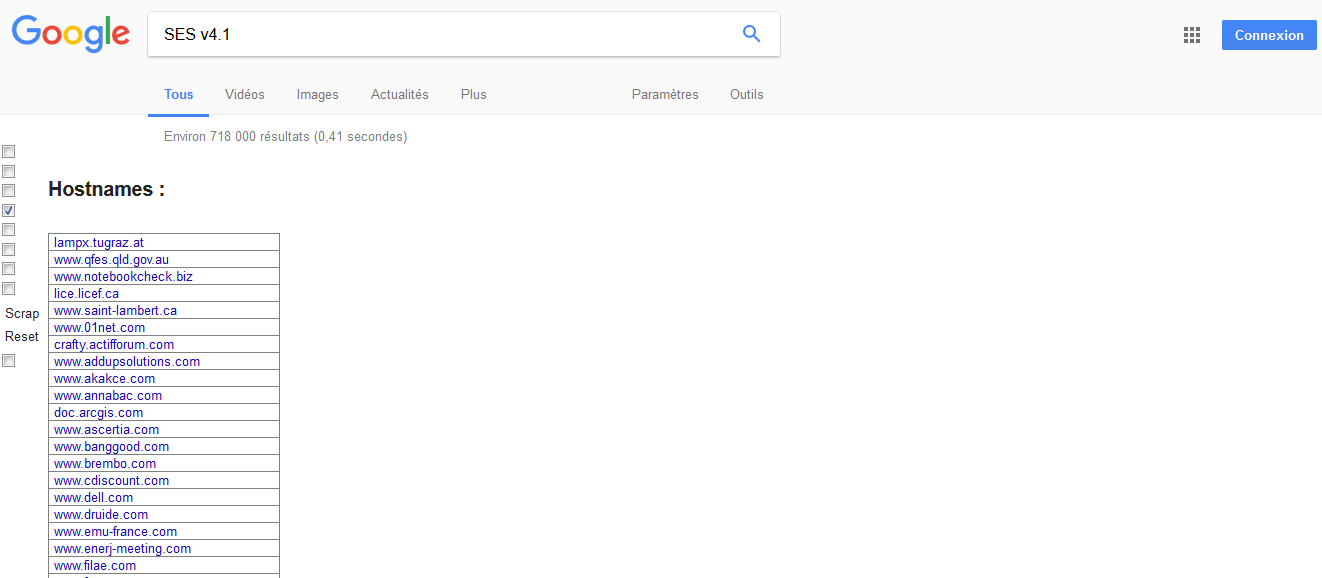 Google
SES v4.1
Connexion
Tous Vidéos Images Actualités Plus Paramètres Outils
Environ 718 000 résultats (0,41 secondes)
Hostnames :
lampx.tugraz.at
www.qfes.qld.gov.au
www.notebookcheck.biz
lice.licef.ca
www.saint-lambert.ca
www.01net.com
crafty.actifforum.com
www.addupsolutions.com
www.akakce.com
www.annabac.com
doc.arcgis.com
www.ascertia.com
www.banggood.com
www.brembo.com
www.cdiscount.com
www.dell.com
www.druide.com
www.emu-france.com
www.enerj-meeting.com
www.filae.com
Scrap
Reset